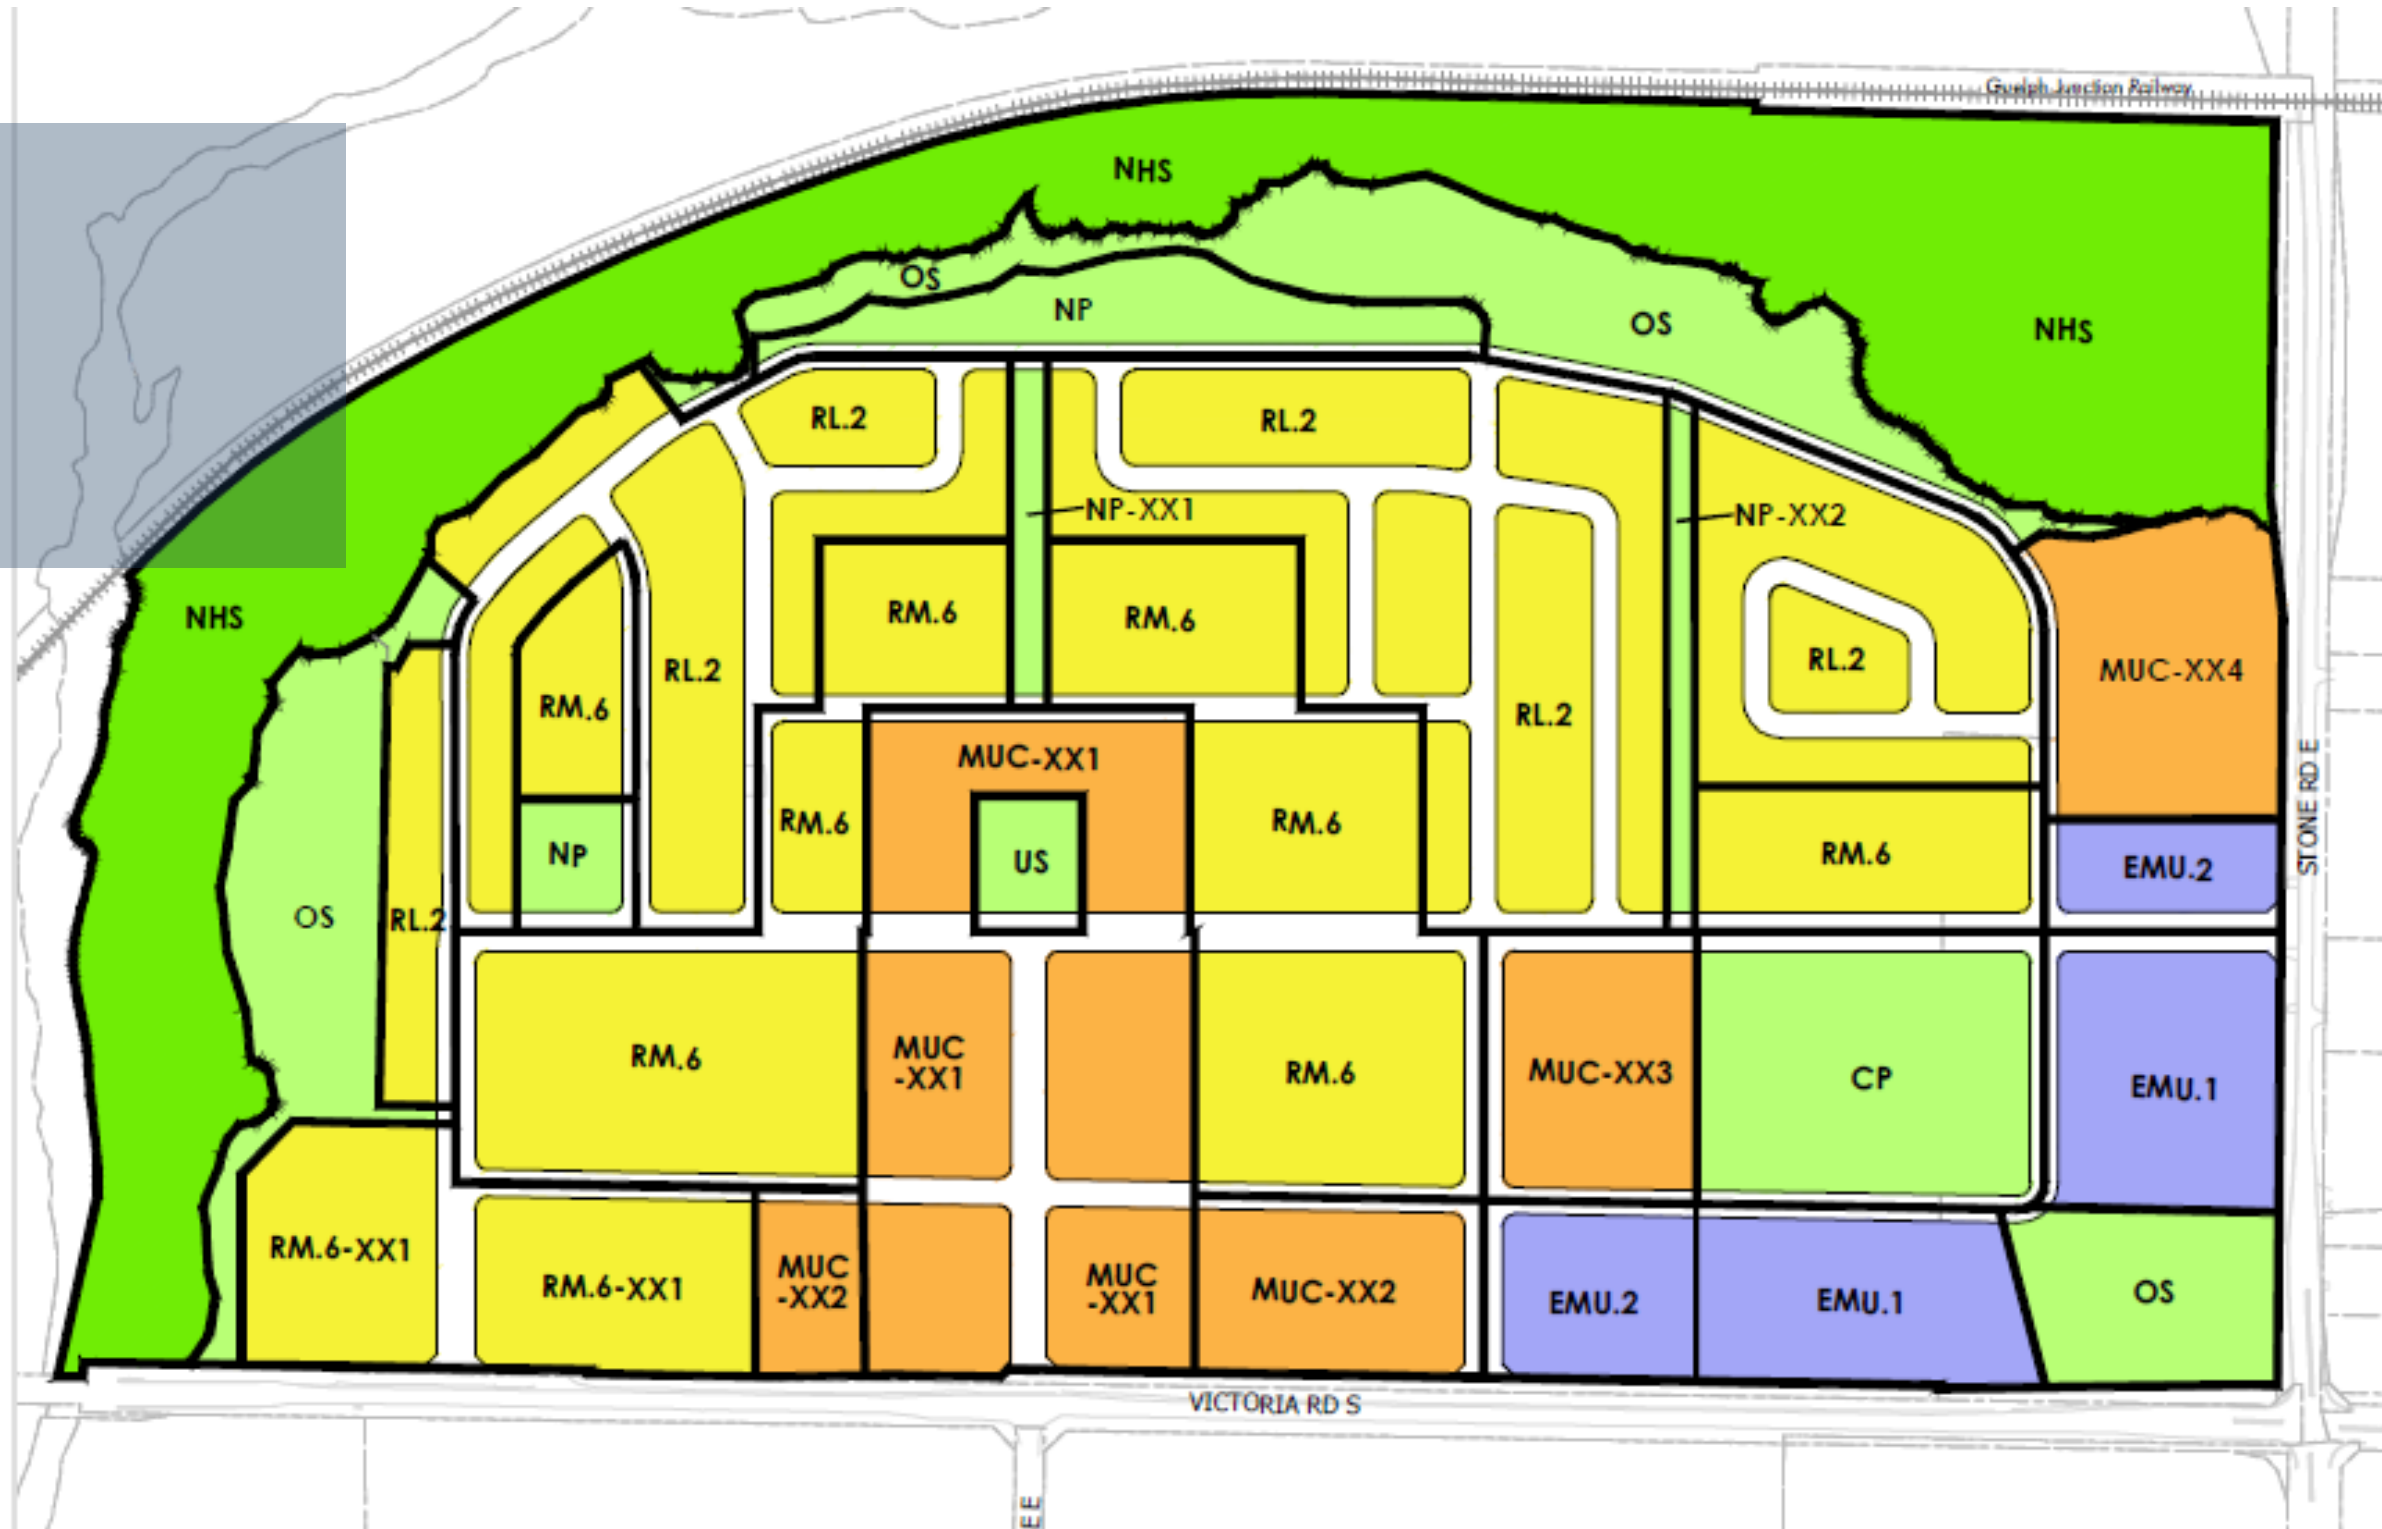 Guelph Junction Railway
NHS
OS
NP
OS
NHS
RL.2
RL.2
NP-XX1
NP-XX2
NHS
RM.6
RM.6
RL.2
RL.2
MUC-XX4
RM.6
RL.2
MUC-XX1
RM.6
RM.6
STONE RD E
NP
US
RM.6
EMU.2
OS
RL.2
RM.6
MUC
-XX1
RM.6
MUC-XX3
CP
EMU.1
RM.6-XX1
RM.6-XX1
MUC
-XX2
MUC
-XX1
MUC-XX2
EMU.2
EMU.1
OS
VICTORIA RD S